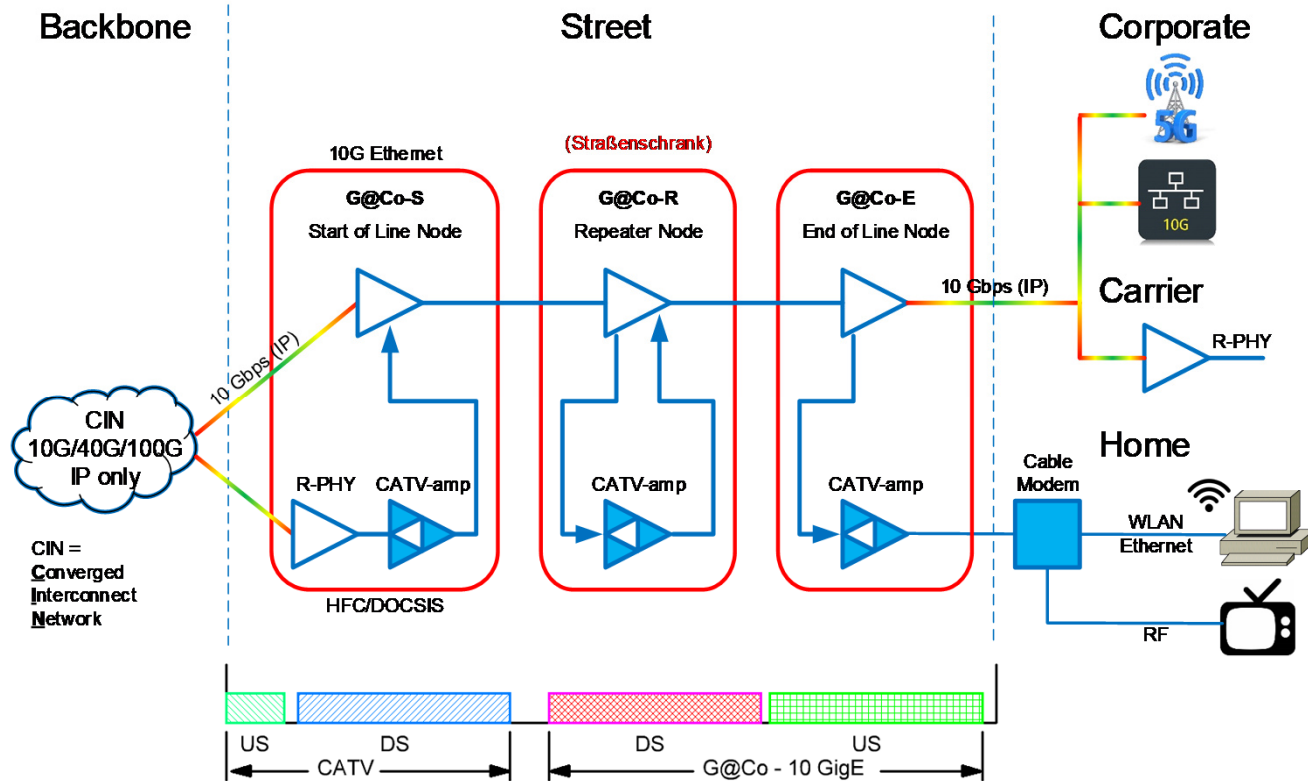 Backbone
Street
Corporate
5G
10G
10G Ethernet
(Straßenschrank)
G@Co-S
Start of Line Node
G@Co-R
Repeater Node
G@Co-E
End of Line Node
10 Gbps (IP)
10 Gbps (IP)
Carrier
R-PHY
CIN
10G/40G/100G
IP only
R-PHY
CATV-amp
CATV-amp
CATV-amp
Home
Cable
Modem
WLAN
Ethernet
RF
CIN =
Converged
Interconnect
Network
HFC/DOCSIS
US
DS
DS
US
CATV
G@Co - 10 GigE